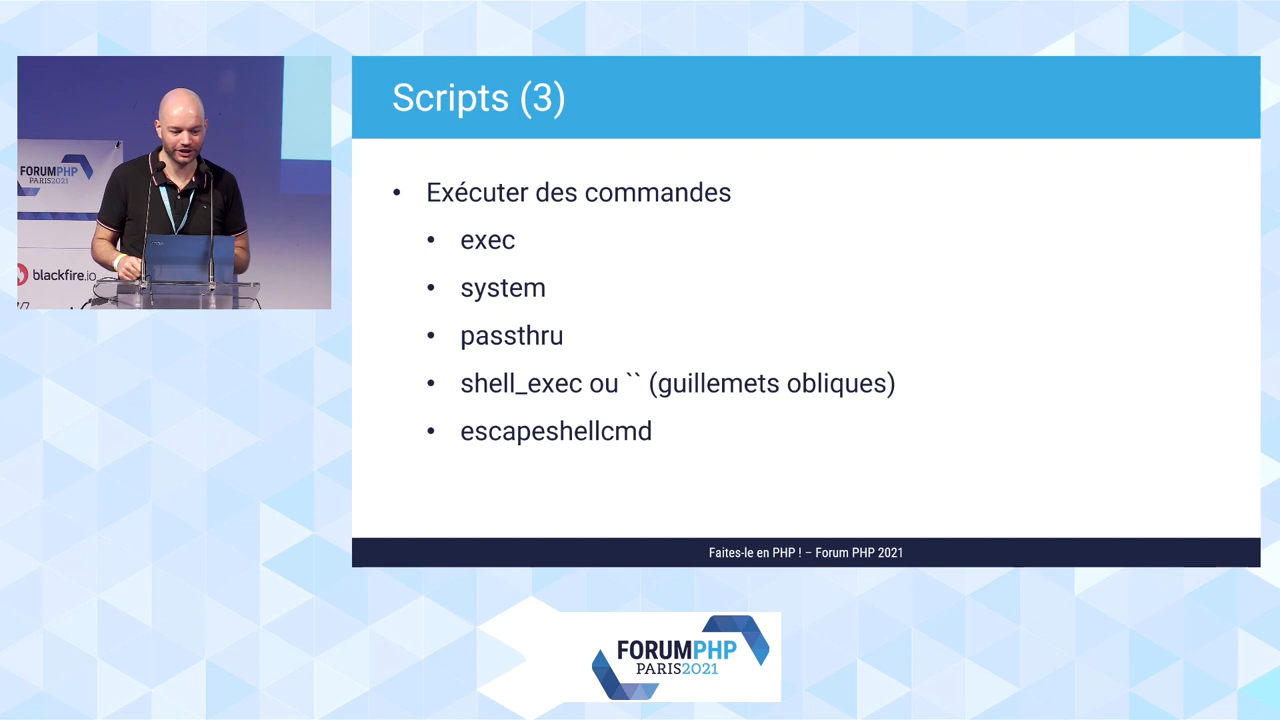 FORUMPHP
PARIS2021
blackfire.io
Scripts (3)
• Exécuter des commandes
• exec
• system
• passthru
• shell_exec ou `` (guillemets obliques)
• escapeshellcmd
Faites-le en PHP ! – Forum PHP 2021
FORUMPHP
PARIS2021